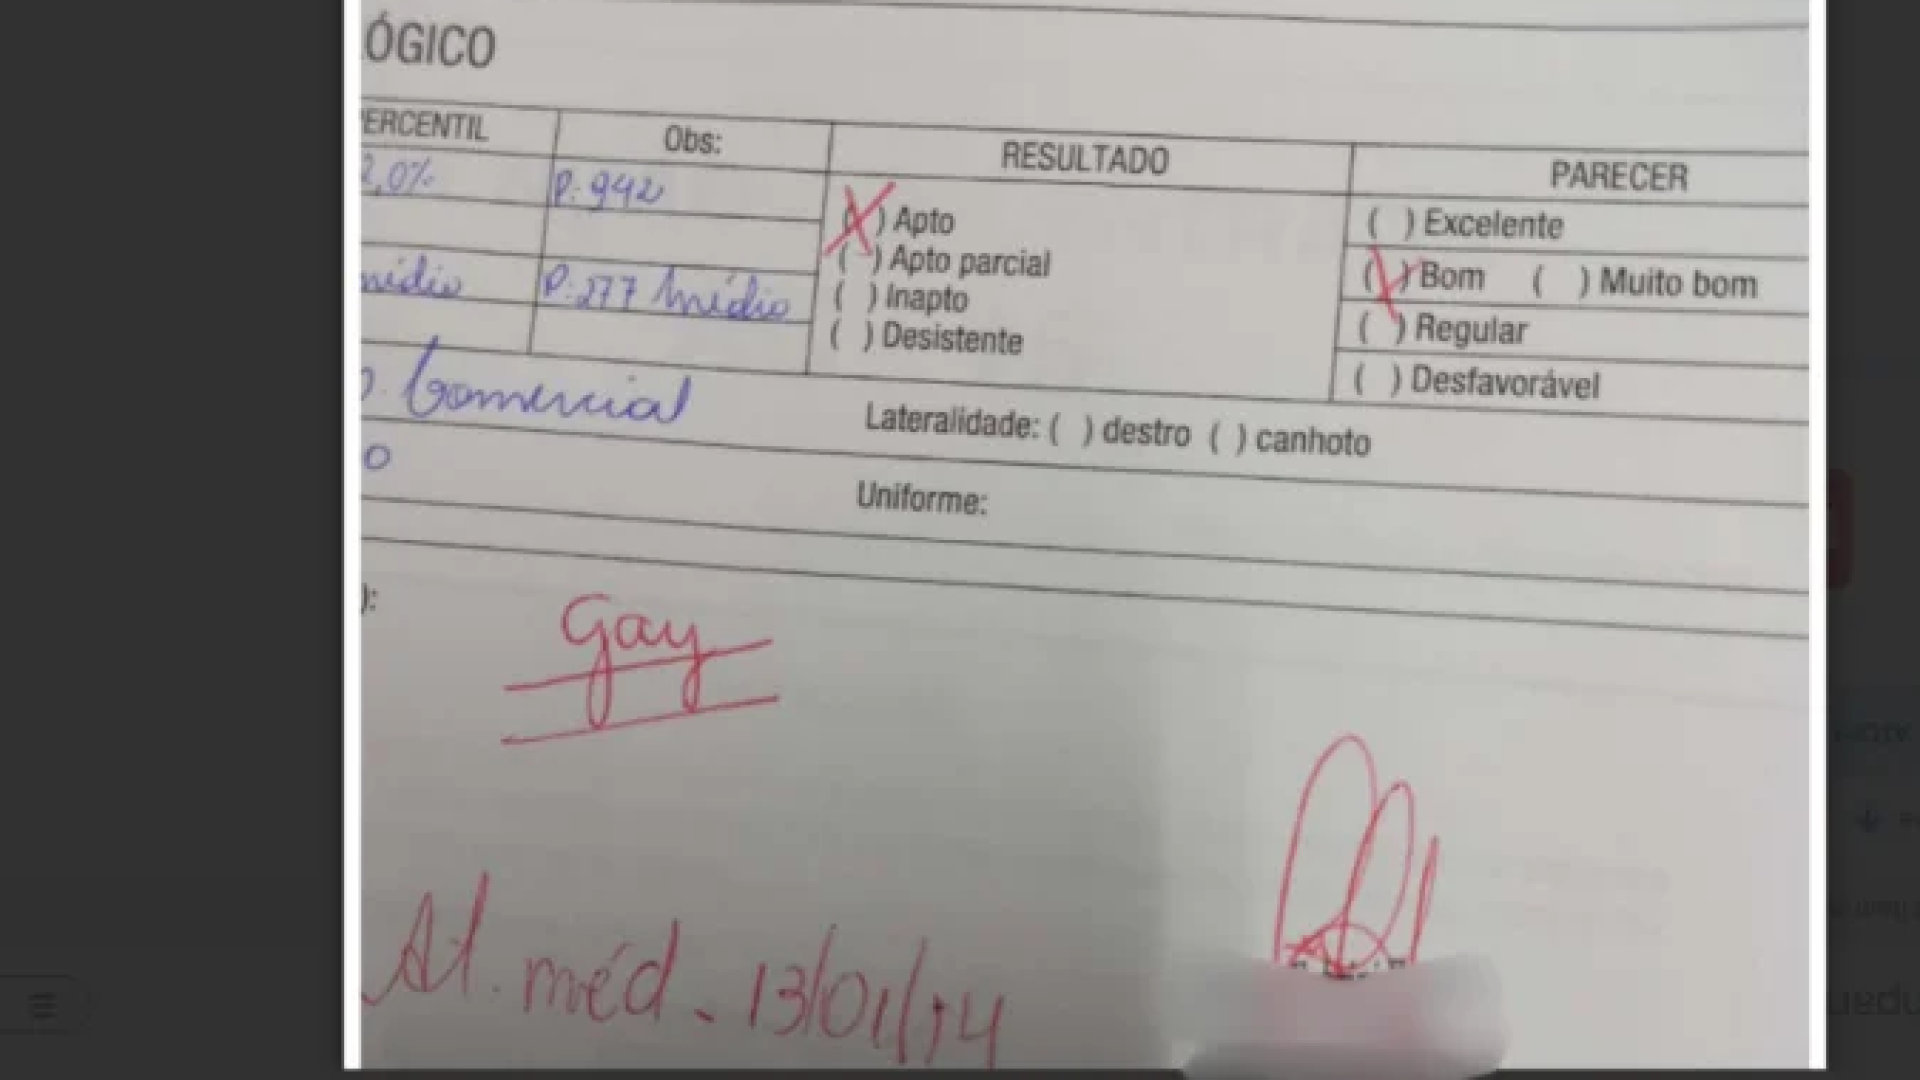 ÓGICO
PERCENTIL Obs: RESULTADO PARECER
2,0% P: 942
(X) Apto
( ) Apto parcial
( ) Inapto
( ) Desistente
( ) Excelente
(X) Bom ( ) Muito bom
( ) Regular
( ) Desfavorável
médio P: 277 médio
. Comercial Lateralidade: ( ) destro ( ) canhoto
o Uniforme:
):
Gay
At. méd. 13/01/14